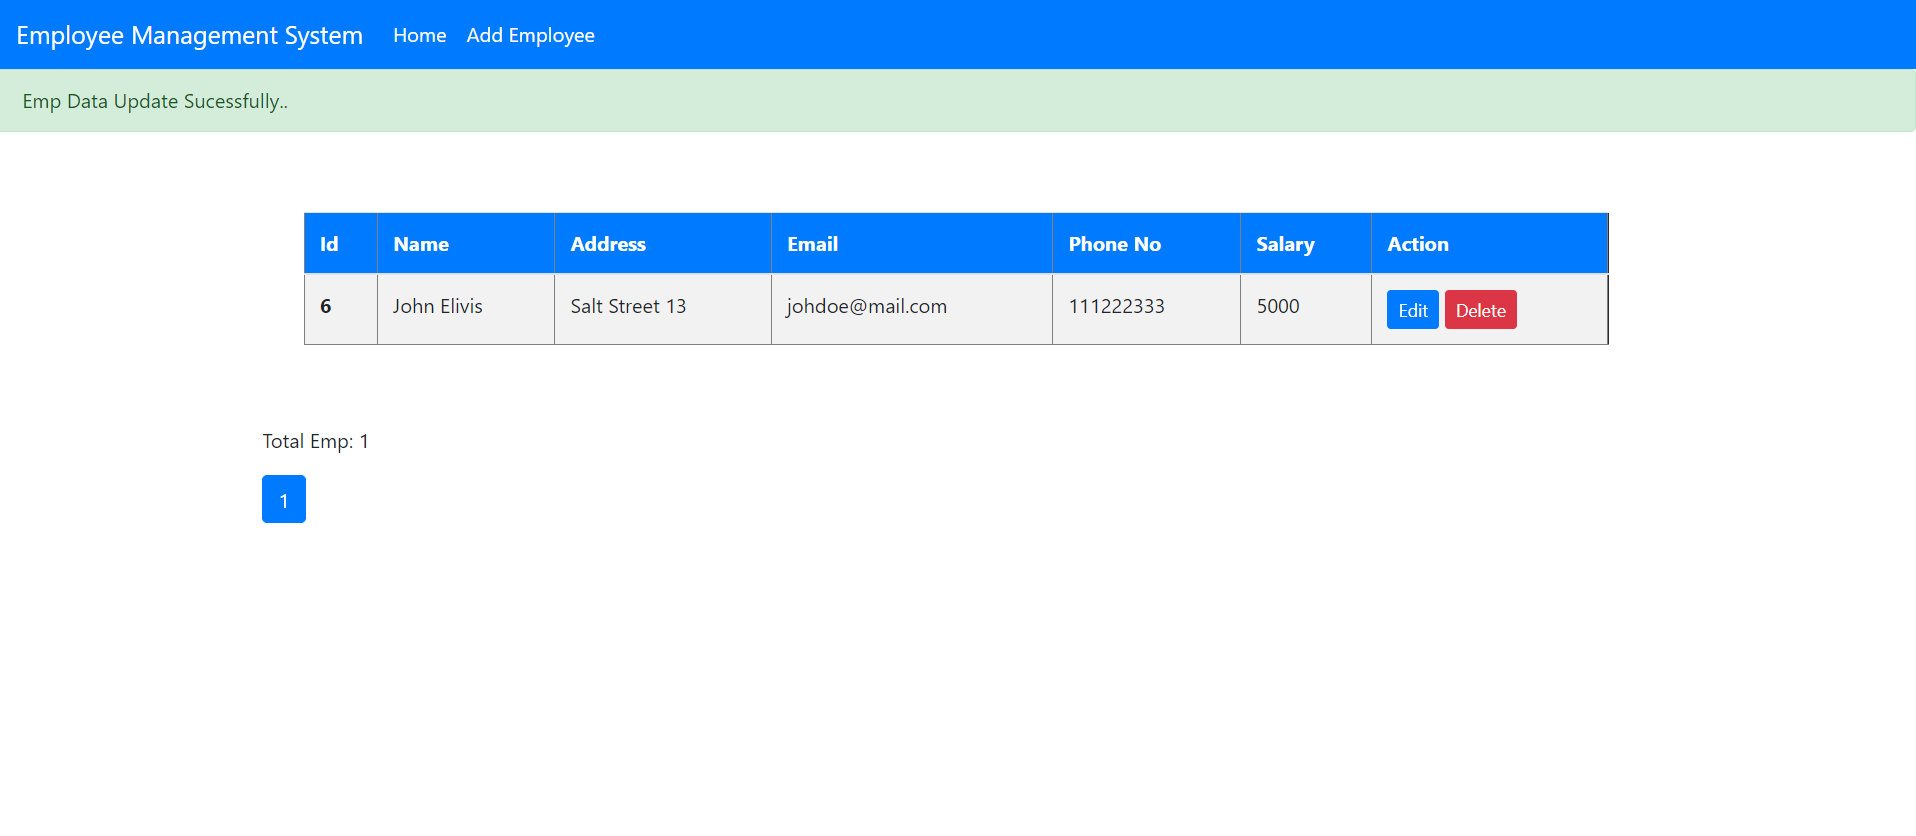 Employee Management System Home Add Employee
Emp Data Update Sucessfully..
Id Name Address Email Phone No Salary Action
6 John Elivis Salt Street 13 johdoe@mail.com 111222333 5000 Edit Delete
Total Emp: 1
1